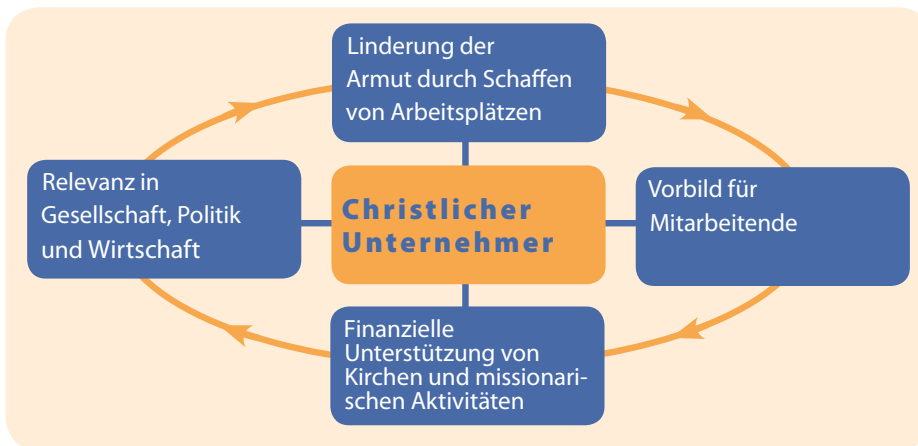 Linderung der
Armut durch Schaffen
von Arbeitsplätzen
Relevanz in
Gesellschaft, Politik
und Wirtschaft
Christlicher
Unternehmer
Vorbild für
Mitarbeitende
Finanzielle
Unterstützung von
Kirchen und missionari-
schen Aktivitäten